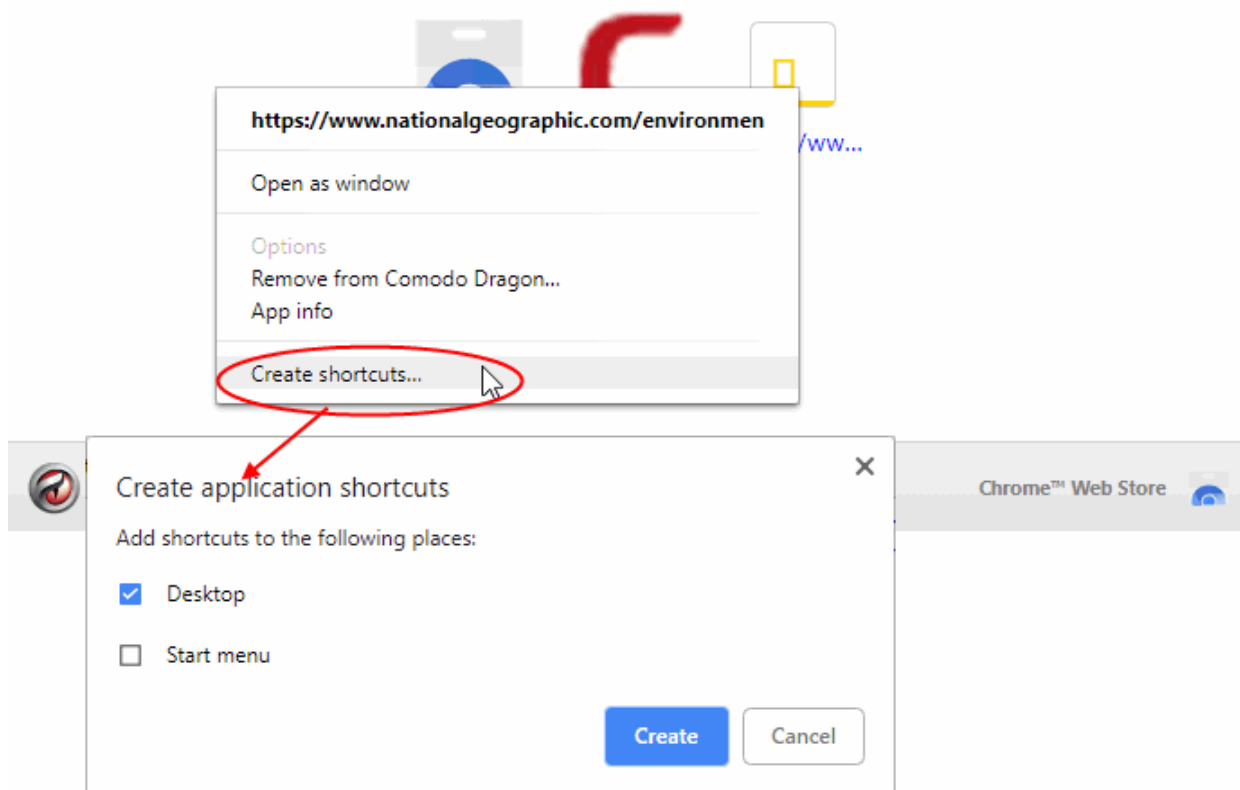 https://www.nationalgeographic.com/environmen
/ww...
Open as window
Options
Remove from Comodo Dragon...
App info
Create shortcuts...
Create application shortcuts
Chrome™ Web Store
Add shortcuts to the following places:
Desktop
Start menu
Create
Cancel